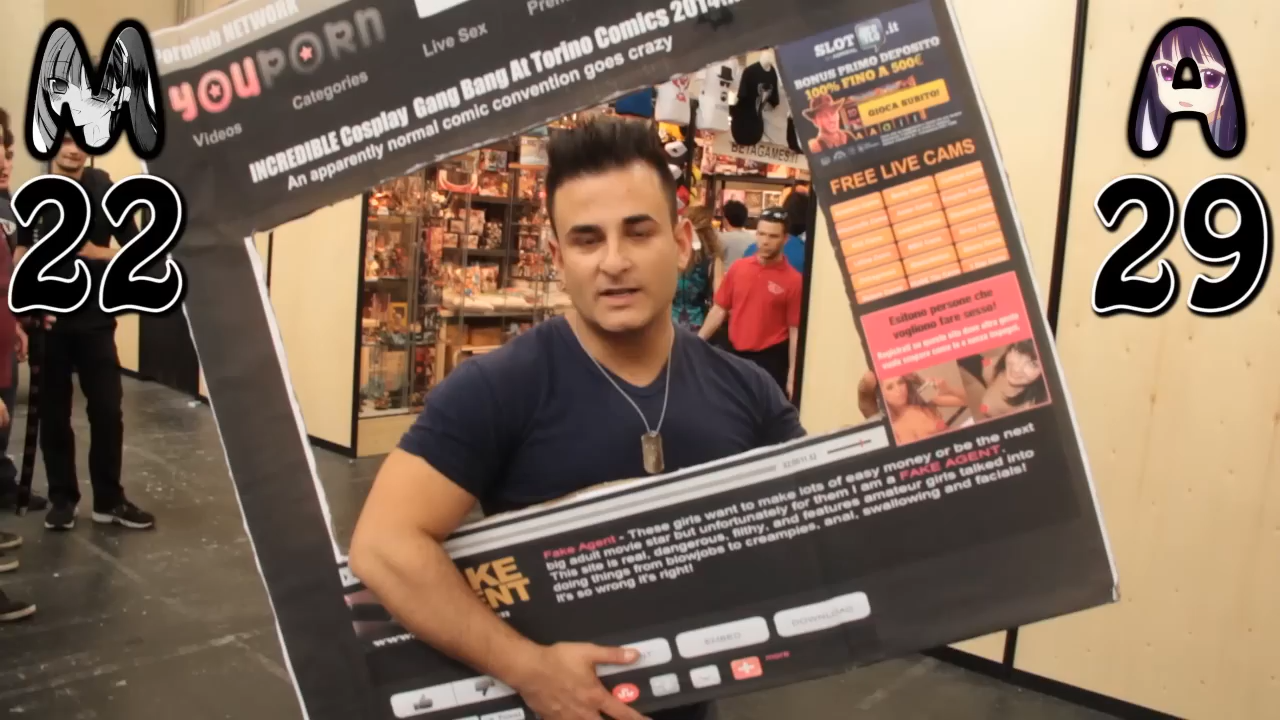 M
22
A
29
PornHub NETWORK
YOUPORN
Videos
Categories
Live Sex
INCREDIBLE Cosplay Gang Bang At Torino Comics 2014
An apparently normal comic convention goes crazy
BETAGAMES
SLOT
.it
BONUS PRIMO DEPOSITO
100% FINO A 500€
GIOCA SUBITO!
FREE LIVE CAMS
Esitono persone che
vogliono fare sesso!
Fake Agent - These girls want to make lots of easy money or be the next
big adult movie star but unfortunately for them I am a FAKE AGENT.
This site is real, dangerous, filthy, and features amateur girls talked into
doing things from blowjobs to creampies, anal, swallowing and facials!
It's so wrong it's right!
EMBED
DOWNLOAD
more